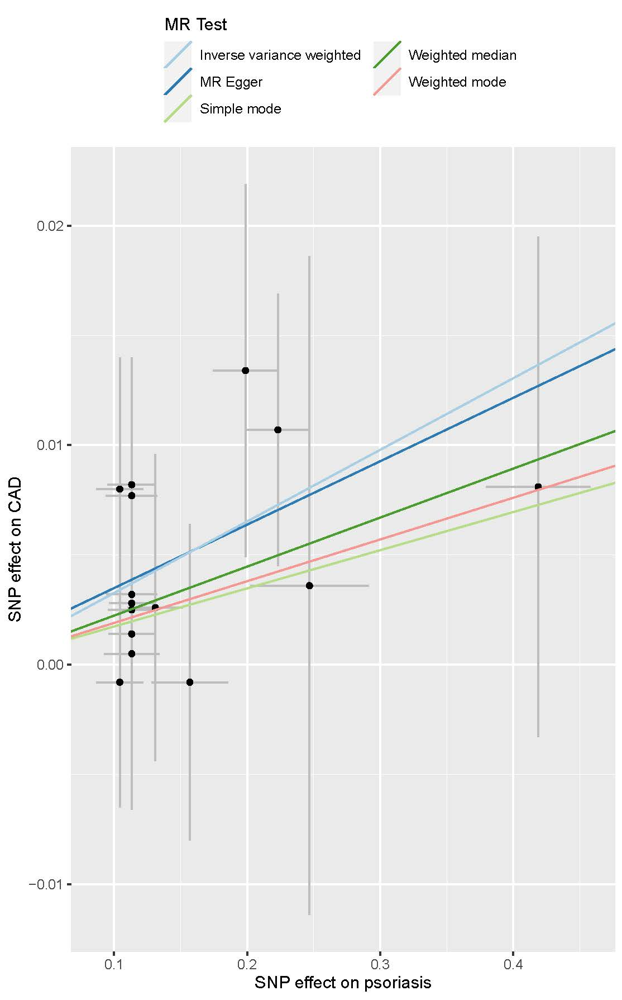 MR Test
Inverse variance weighted
MR Egger
Simple mode
Weighted median
Weighted mode
SNP effect on CAD
0.02
0.01
0.00
−0.01
0.1 0.2 0.3 0.4
SNP effect on psoriasis